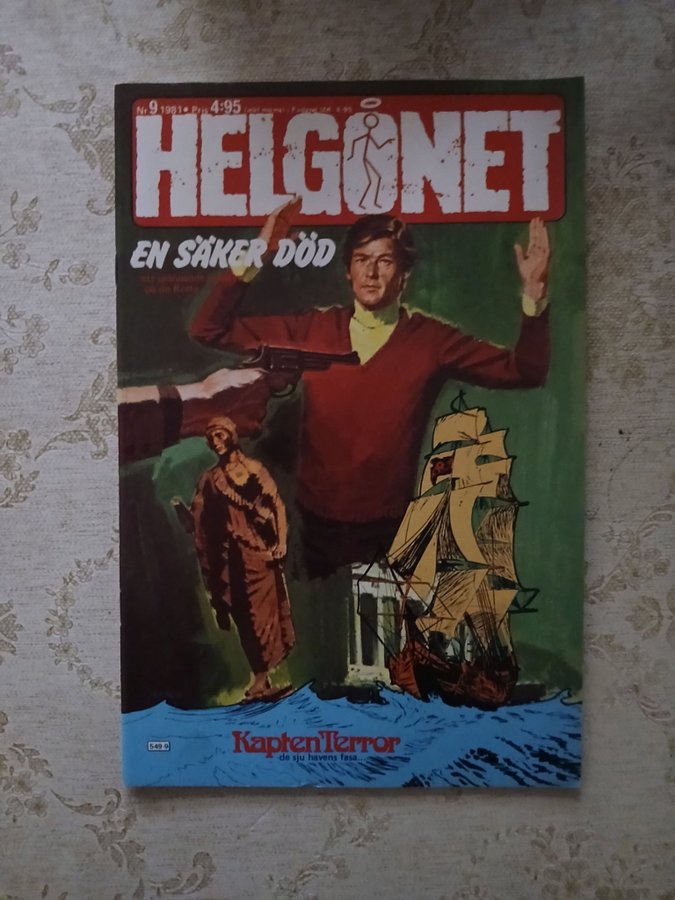 Nr 9 1981 • Pris 4:95
HELGONET
EN SÄKER DÖD
Kapten Terror
de sju havens fasa...
549 9